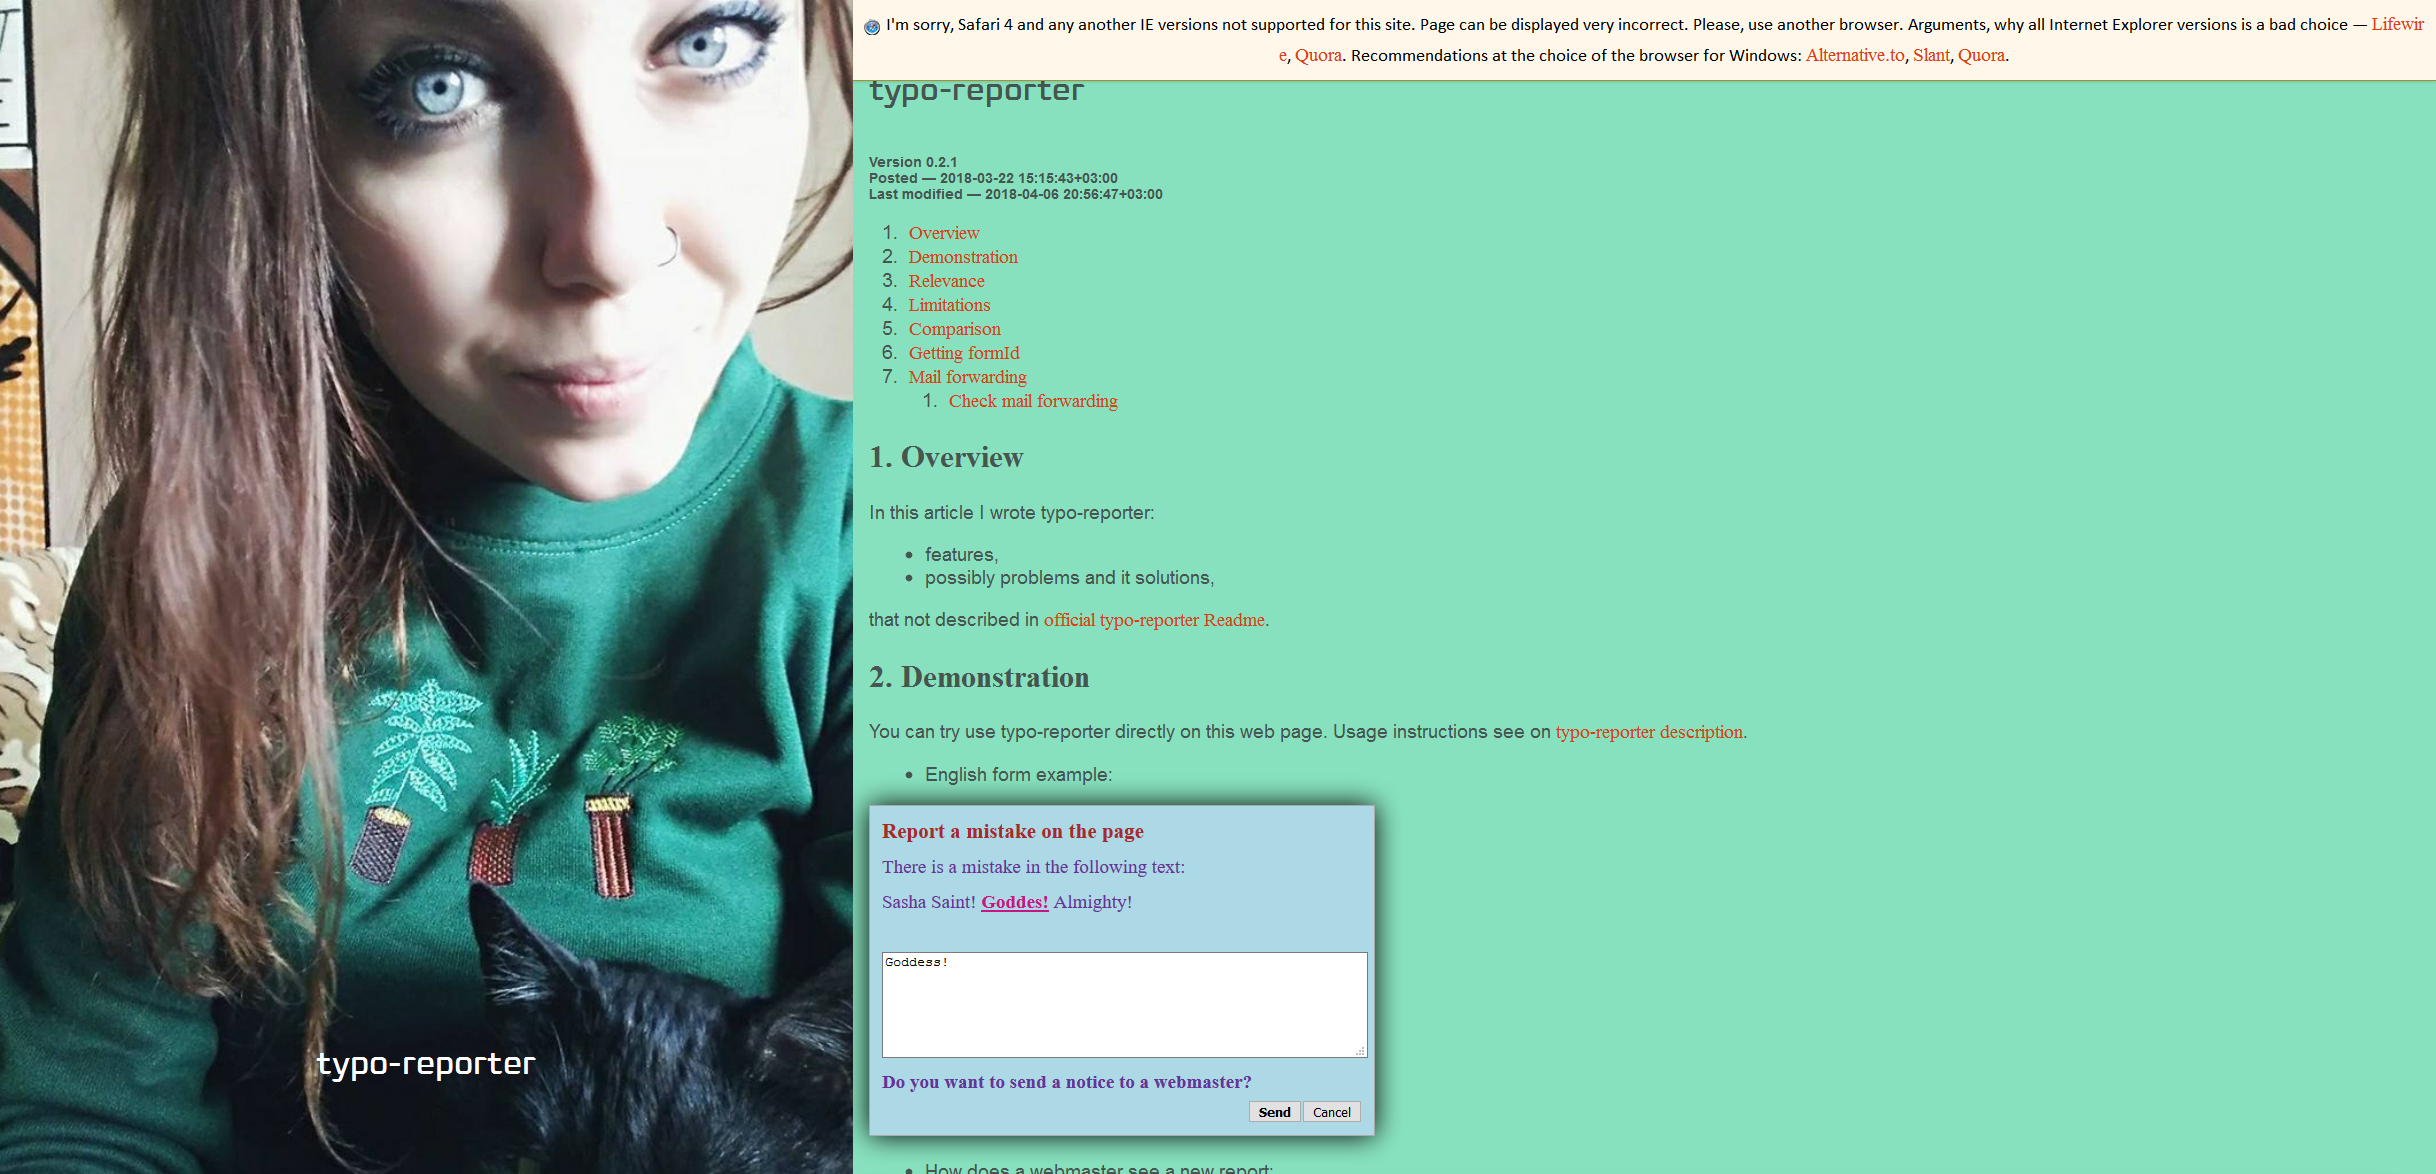 typo-reporter
I'm sorry, Safari 4 and any another IE versions not supported for this site. Page can be displayed very incorrect. Please, use another browser. Arguments, why all Internet Explorer versions is a bad choice — Lifewir
e, Quora. Recommendations at the choice of the browser for Windows: Alternative.to, Slant, Quora.
typo-reporter
Version 0.2.1
Posted — 2018-03-22 15:15:43+03:00
Last modified — 2018-04-06 20:56:47+03:00
1. Overview
2. Demonstration
3. Relevance
4. Limitations
5. Comparison
6. Getting formId
7. Mail forwarding
1. Check mail forwarding
1. Overview
In this article I wrote typo-reporter:
• features,
• possibly problems and it solutions,
that not described in official typo-reporter Readme.
2. Demonstration
You can try use typo-reporter directly on this web page. Usage instructions see on typo-reporter description.
• English form example:
Report a mistake on the page
There is a mistake in the following text:
Sasha Saint! Goddes! Almighty!
Goddess!
Do you want to send a notice to a webmaster?
Send Cancel
• How does a webmaster see a new report: